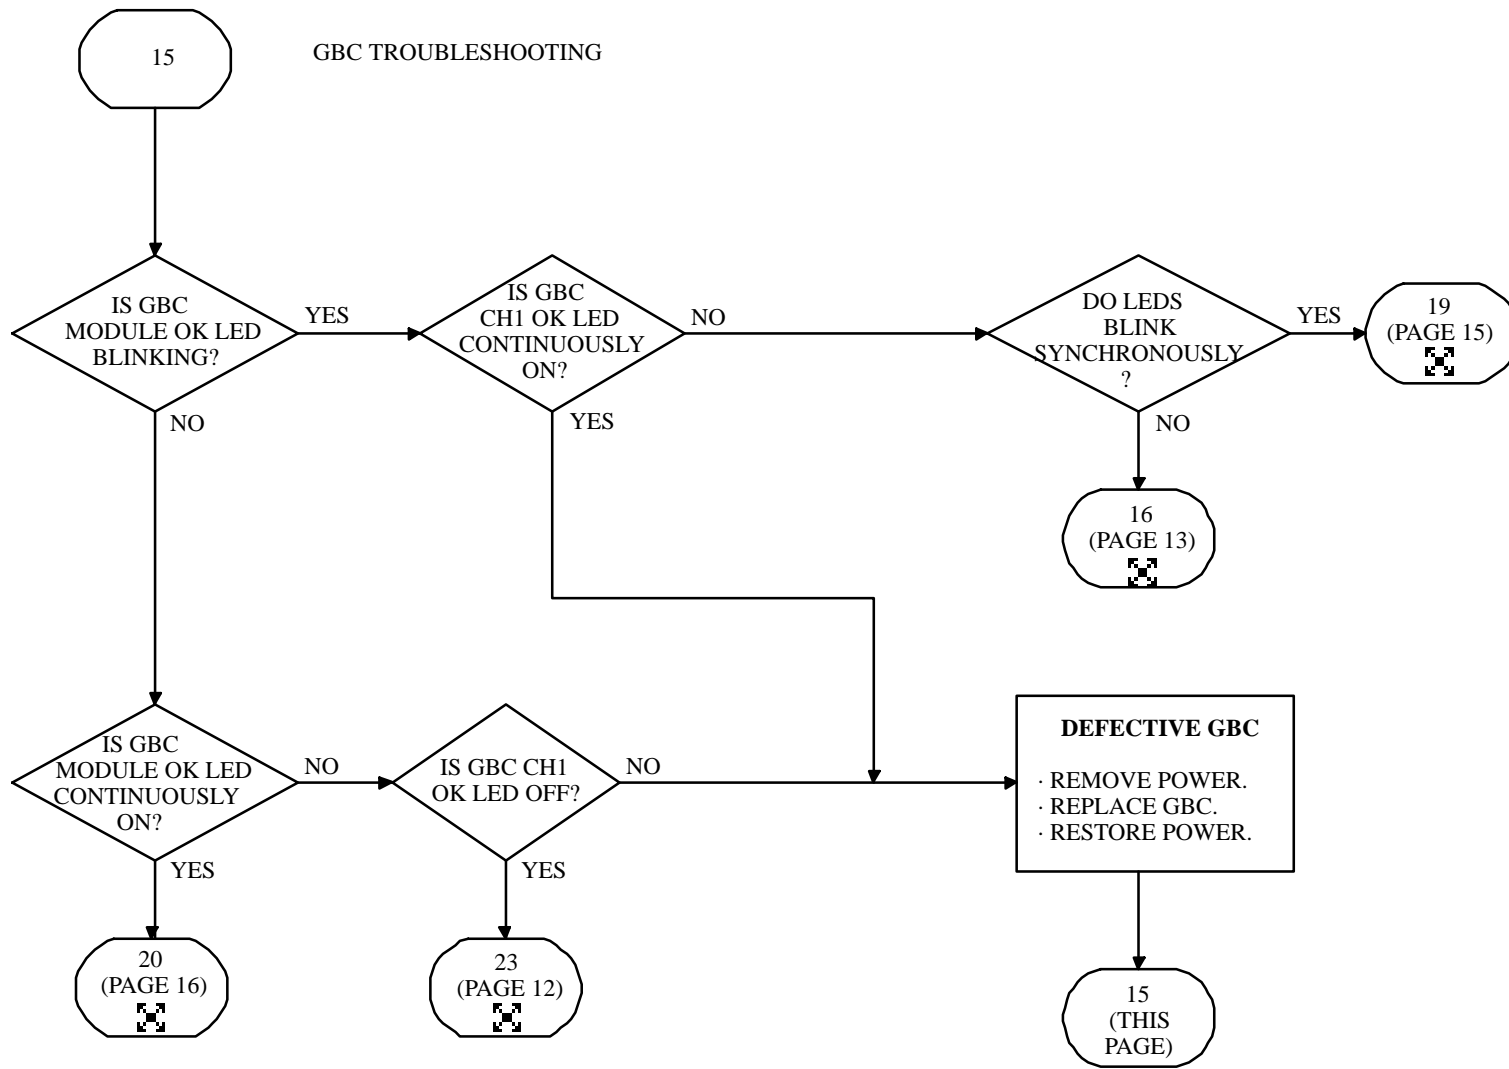 15
GBC TROUBLESHOOTING
IS GBC
MODULE OK LED
BLINKING?
YES
NO
IS GBC
CH1 OK LED
CONTINUOUSLY
ON?
NO
YES
DO LEDS
BLINK
SYNCHRONOUSLY
?
YES
NO
19
(PAGE 15)
16
(PAGE 13)
IS GBC
MODULE OK LED
CONTINUOUSLY
ON?
NO
YES
IS GBC CH1
OK LED OFF?
NO
YES
DEFECTIVE GBC
· REMOVE POWER.
· REPLACE GBC.
· RESTORE POWER.
20
(PAGE 16)
23
(PAGE 12)
15
(THIS
PAGE)